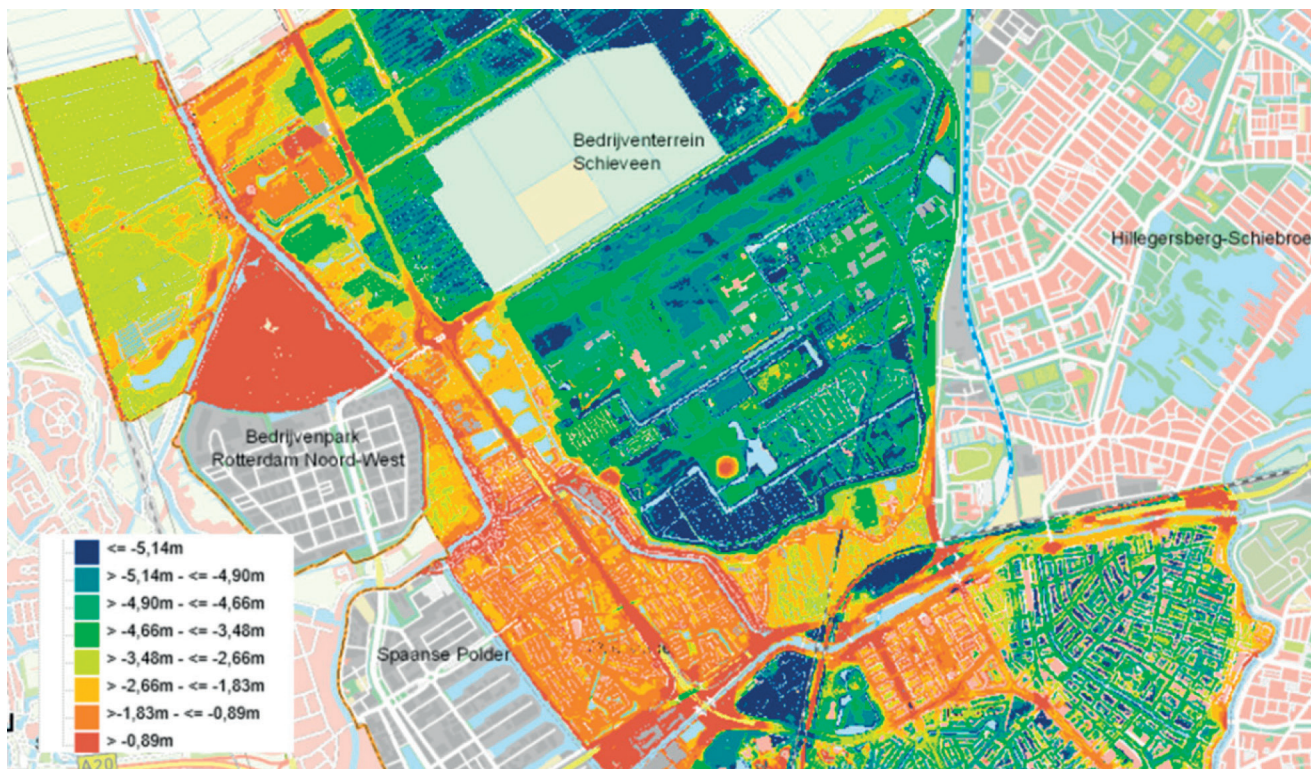 Bedrijventerrein
Schieveen
Hillegersberg-Schiebroe
Bedrijvenpark
Rotterdam Noord-West
Spaanse Polder
<= -5,14m
> -5,14m - <= -4,90m
> -4,90m - <= -4,66m
> -4,66m - <= -3,48m
> -3,48m - <= -2,66m
> -2,66m - <= -1,83m
>-1,83m - <= -0,89m
> -0,89m
A20